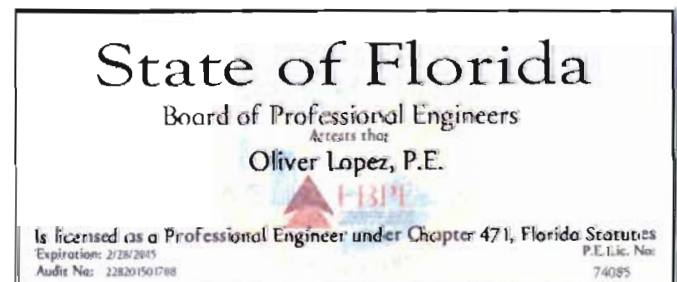 State of Florida
Board of Professional Engineers
Attests that
Oliver Lopez, P.E.
FBPE
Is licensed as a Professional Engineer under Chapter 471, Florida Statutes
Expiration: 2/28/2015
P.E. Lic. No:
Audit No: 228201501708
74085